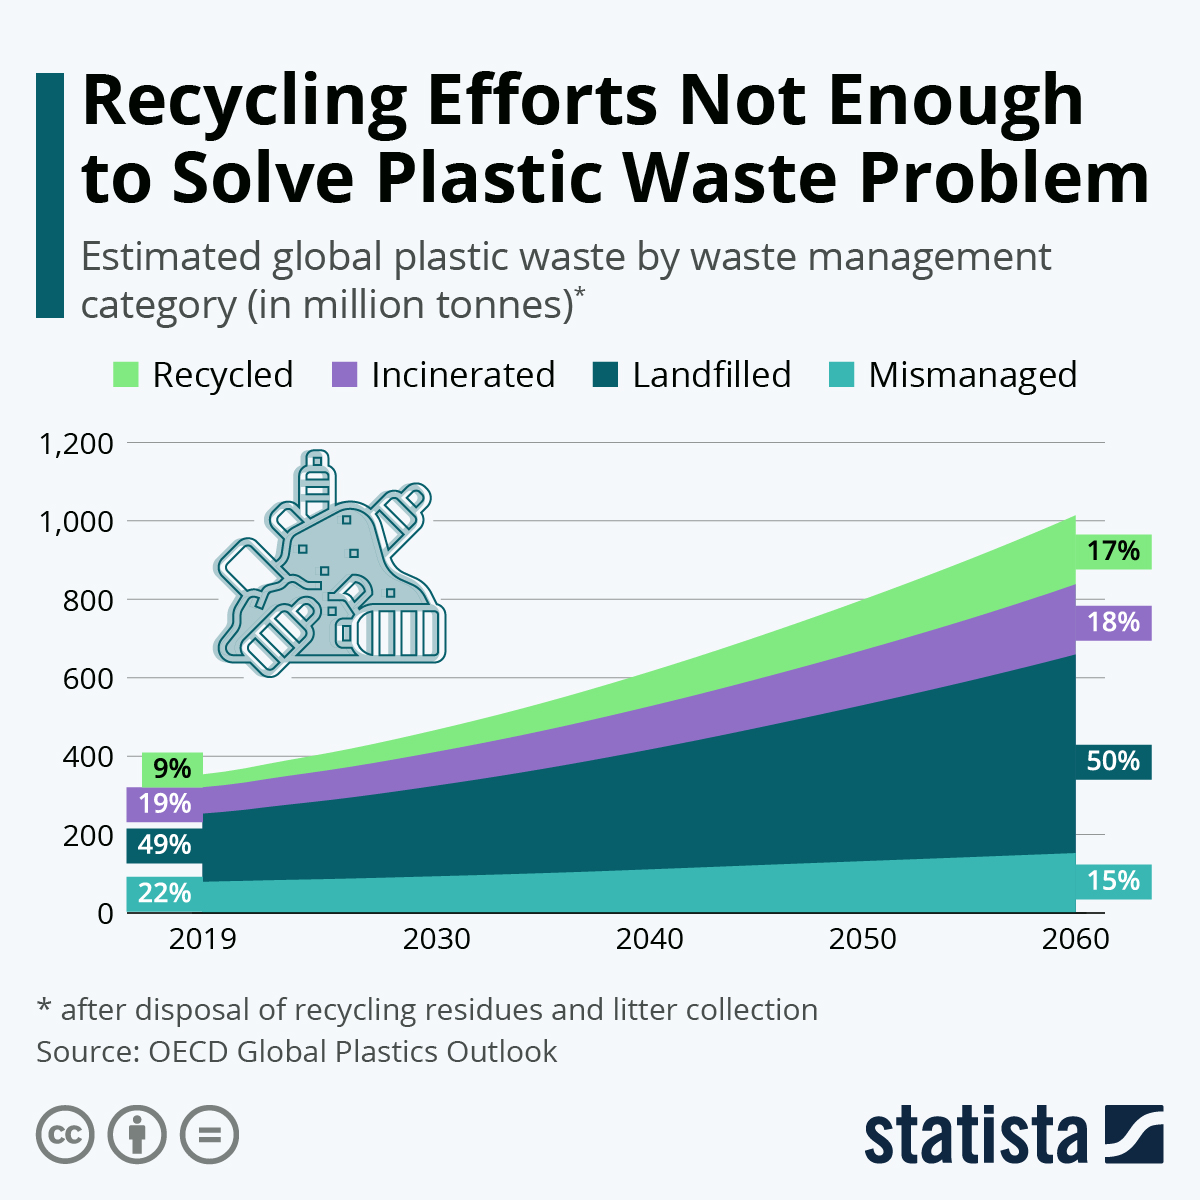 Recycling Efforts Not Enough
to Solve Plastic Waste Problem
Estimated global plastic waste by waste management
category (in million tonnes)*
Recycled Incinerated Landfilled Mismanaged
1,200
1,000
800
600
400
200
0
9%
19%
49%
22%
17%
18%
50%
15%
2019 2030 2040 2050 2060
* after disposal of recycling residues and litter collection
Source: OECD Global Plastics Outlook
cc
statista